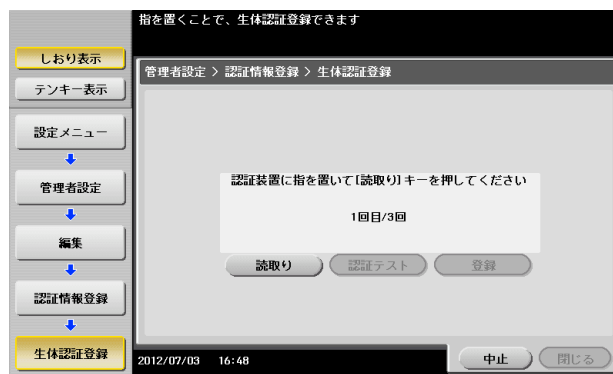 指を置くことで、生体認証登録できます
しおり表示
テンキー表示
設定メニュー
管理者設定
編集
認証情報登録
生体認証登録
管理者設定 > 認証情報登録 > 生体認証登録
認証装置に指を置いて[読取り]キーを押してください
1回目/3回
読取り
認証テスト
登録
2012/07/03 16:48
中止
閉じる